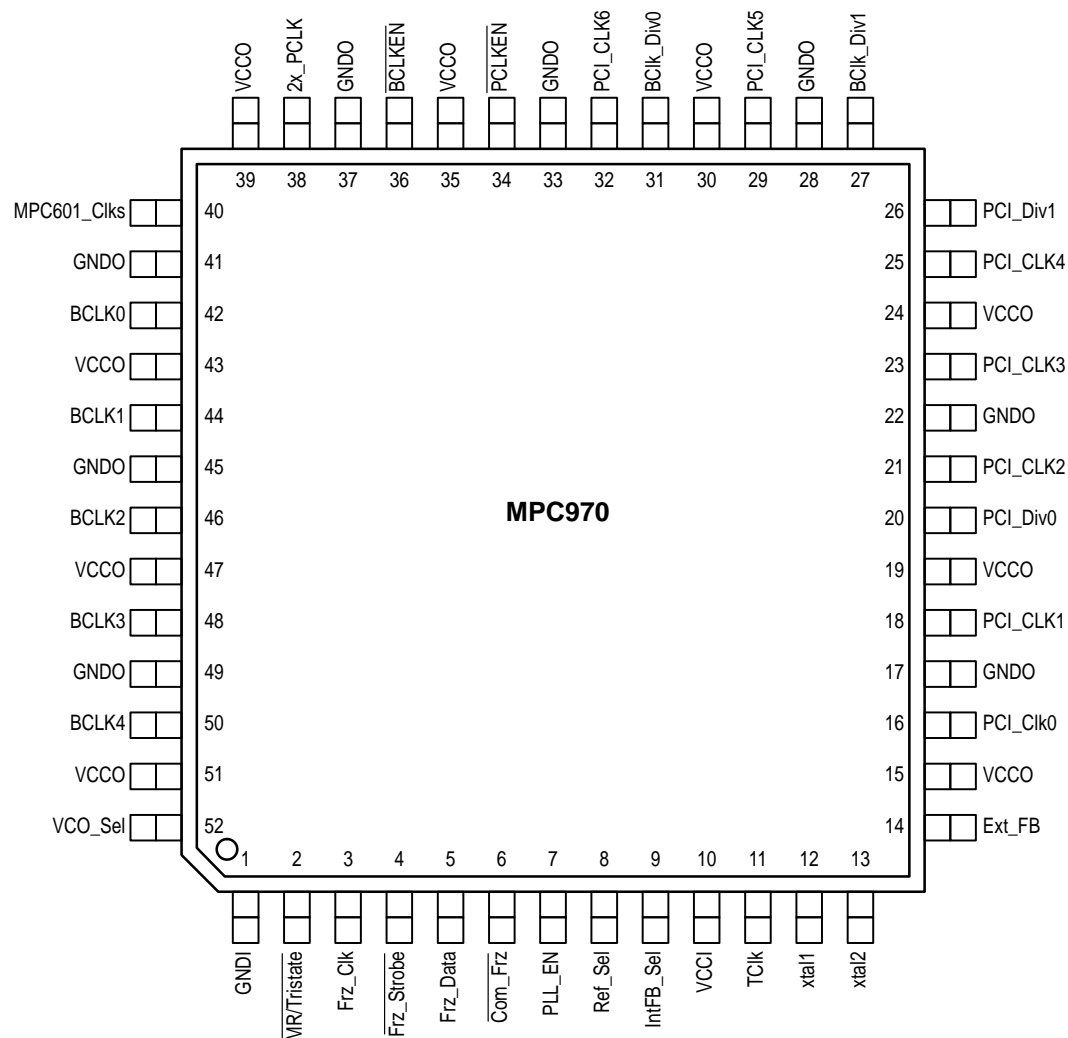 VCCO
2x_PCLK
GNDO
BCLKEN
VCCO
PCLKEN
GNDO
PCI_CLK6
BClk_Div0
VCCO
PCI_CLK5
GNDO
BClk_Div1
39 38 37 36 35 34 33 32 31 30 29 28 27
MPC601_Clks 40 26 PCI_Div1
GNDO 41 25 PCI_CLK4
BCLK0 42 24 VCCO
VCCO 43 23 PCI_CLK3
BCLK1 44 22 GNDO
GNDO 45 21 PCI_CLK2
MPC970
BCLK2 46 20 PCI_Div0
VCCO 47 19 VCCO
BCLK3 48 18 PCI_CLK1
GNDO 49 17 GNDO
BCLK4 50 16 PCI_Clk0
VCCO 51 15 VCCO
VCO_Sel 52 14 Ext_FB
1 2 3 4 5 6 7 8 9 10 11 12 13
GNDI
MR/Tristate
Frz_Clk
Frz_Strobe
Frz_Data
Com_Frz
PLL_EN
Ref_Sel
IntFB_Sel
VCCI
TClk
xtal1
xtal2